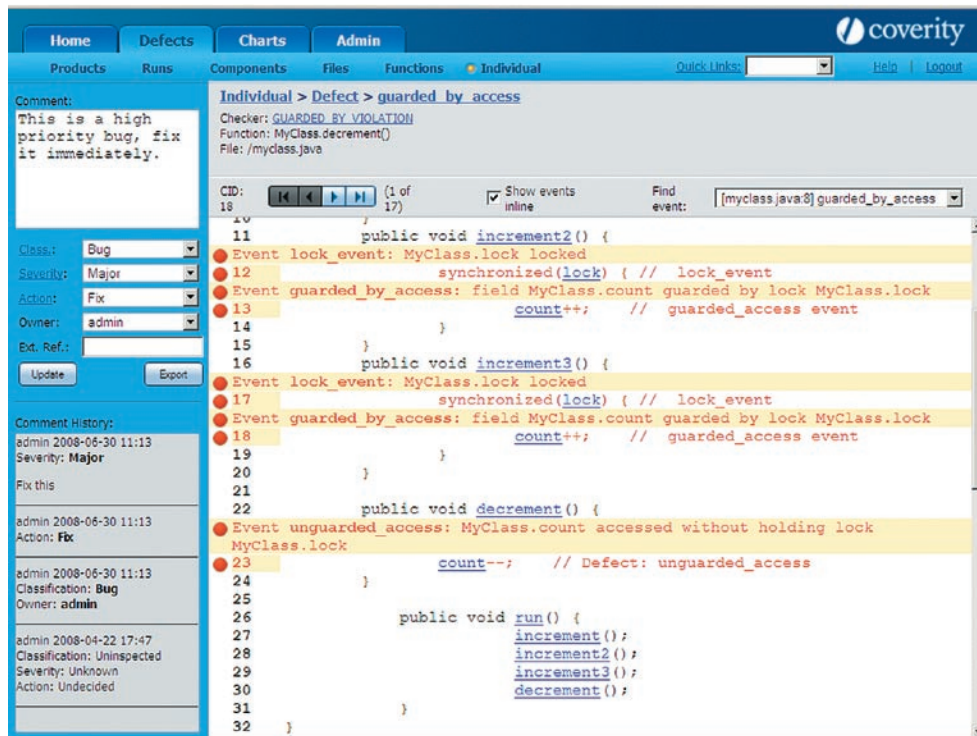 coverity
Home Defects Charts Admin
Products Runs Components Files Functions Individual Quick Links: Help | Logout
Comment:
This is a high
priority bug, fix
it immediately.
Class.: Bug
Severity: Major
Action: Fix
Owner: admin
Ext. Ref.:
Update Export
Comment History:
admin 2008-06-30 11:13
Severity: Major
Fix this
admin 2008-06-30 11:13
Action: Fix
admin 2008-06-30 11:13
Classification: Bug
Owner: admin
admin 2008-04-22 17:47
Classification: Uninspected
Severity: Unknown
Action: Undecided
Individual > Defect > guarded_by_access
Checker: GUARDED_BY_VIOLATION
Function: MyClass.decrement()
File: /myclass.java
CID: 18 (1 of 17) Show events inline Find event: [myclass.java:8] guarded_by_access
10 }
11 public void increment2() {
Event lock_event: MyClass.lock locked
12 synchronized(lock) { // lock_event
Event guarded_by_access: field MyClass.count guarded by lock MyClass.lock
13 count++; // guarded_access event
14 }
15 }
16 public void increment3() {
Event lock_event: MyClass.lock locked
17 synchronized(lock) { // lock_event
Event guarded_by_access: field MyClass.count guarded by lock MyClass.lock
18 count++; // guarded_access event
19 }
20 }
21
22 public void decrement() {
Event unguarded_access: MyClass.count accessed without holding lock
MyClass.lock
23 count--; // Defect: unguarded_access
24 }
25
26 public void run() {
27 increment();
28 increment2();
29 increment3();
30 decrement();
31 }
32 }